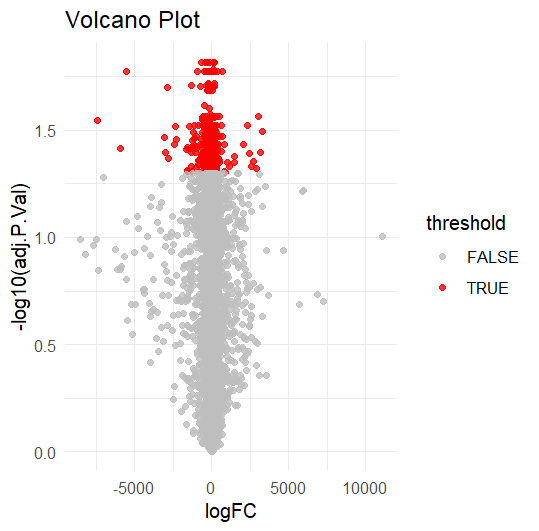 Volcano Plot
1.5
1.0
0.5
0.0
-log10(adj.P.Val)
-5000
0
5000
10000
logFC
threshold
FALSE
TRUE